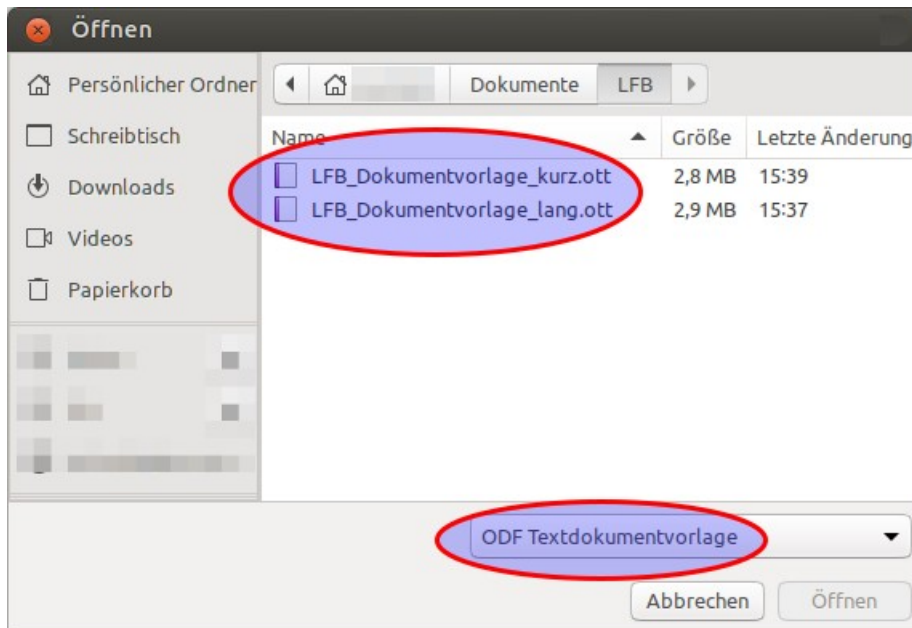 Öffnen
Persönlicher Ordner
Schreibtisch
Downloads
Videos
Papierkorb
Dokumente LFB
Name Größe Letzte Änderung
LFB_Dokumentvorlage_kurz.ott 2,8 MB 15:39
LFB_Dokumentvorlage_lang.ott 2,9 MB 15:37
ODF Textdokumentvorlage
Abbrechen Öffnen